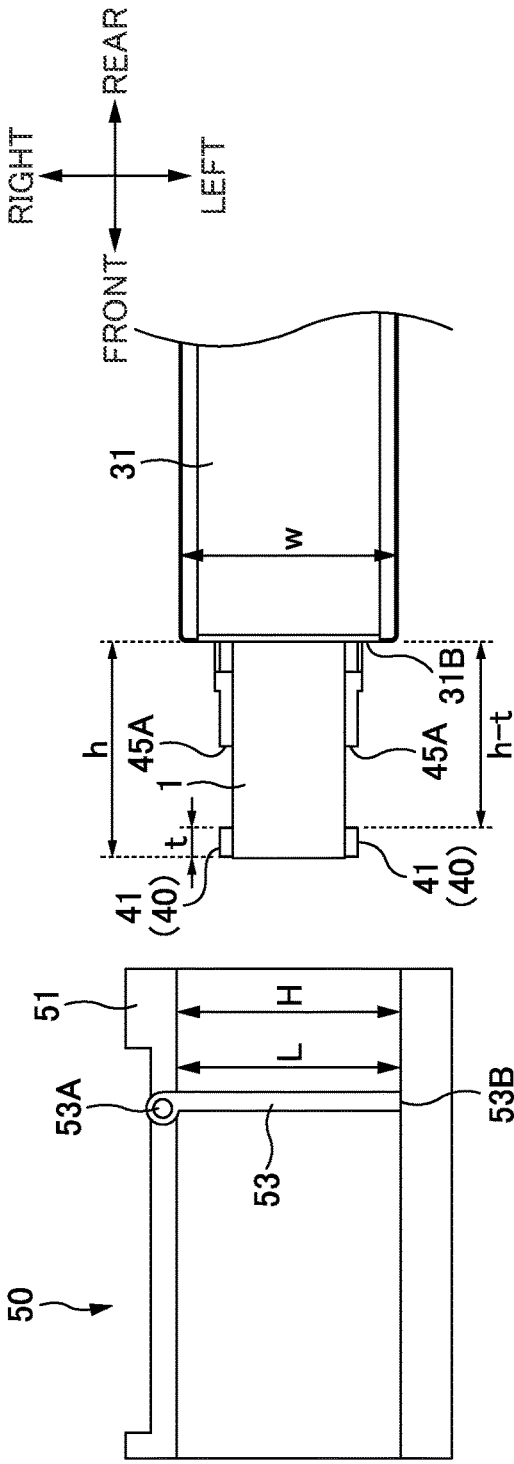 RIGHT
FRONT
REAR
LEFT
31
w
31B
h
45A
1
t
41
(40)
45A
h-t
41
(40)
50
51
53A
H
L
53
53B